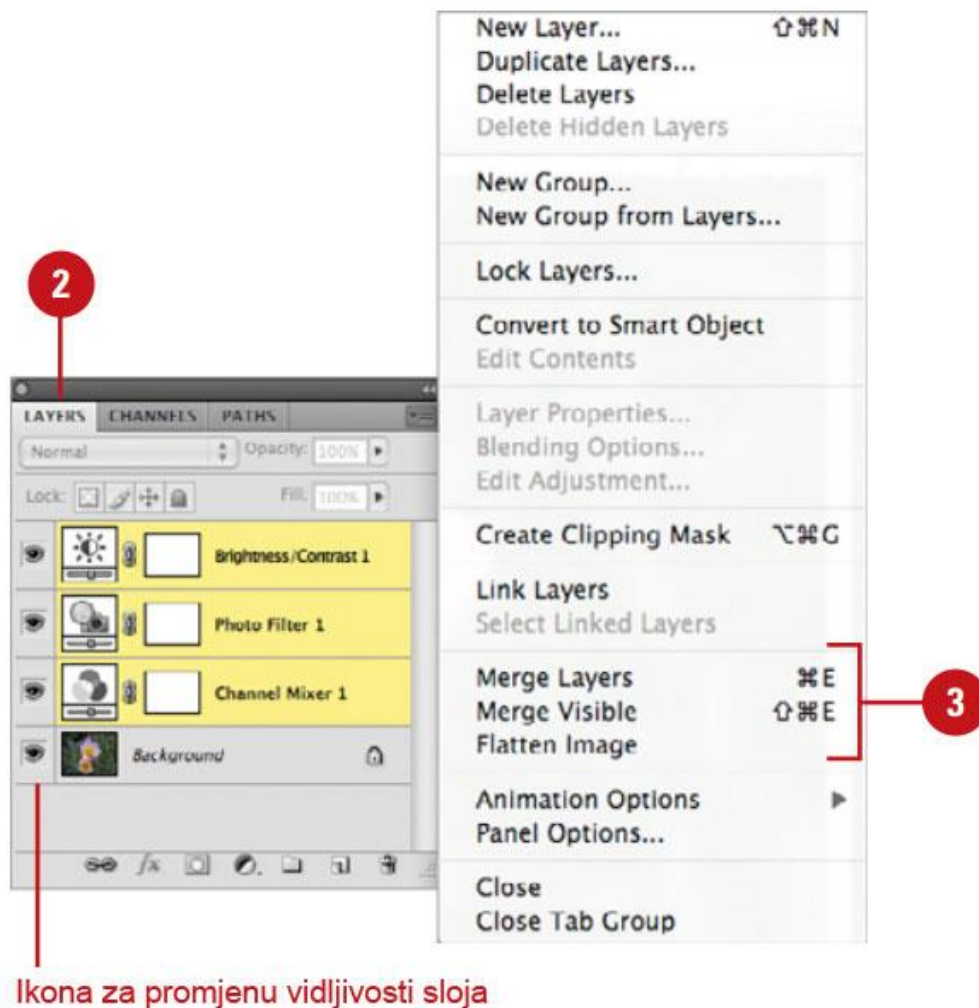 New Layer... ⇧⌘N
Duplicate Layers...
Delete Layers
Delete Hidden Layers
New Group...
New Group from Layers...
Lock Layers...
Convert to Smart Object
Edit Contents
Layer Properties...
Blending Options...
Edit Adjustment...
Create Clipping Mask ⌥⌘G
Link Layers
Select Linked Layers
Merge Layers ⌘E
Merge Visible ⇧⌘E
Flatten Image
Animation Options
Panel Options...
Close
Close Tab Group
3
2
LAYERS CHANNELS PATHS
Normal Opacity: 100%
Lock: Fill: 100%
Brightness/Contrast 1
Photo Filter 1
Channel Mixer 1
Background
fx
Ikona za promjenu vidljivosti sloja